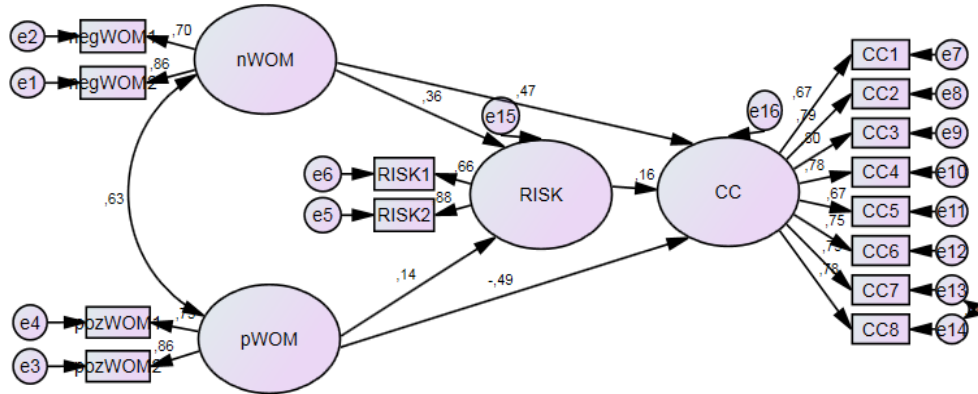 e2
negWOM1
,70
e1
negWOM2
,86
nWOM
,47
,36
e15
e16
e6
RISK1
,66
e5
RISK2
,88
RISK
,16
CC
,63
,14
-,49
e4
pozWOM1
e3
pozWOM2
,86
pWOM
,67
CC1
e7
,79
CC2
e8
,80
CC3
e9
,78
CC4
e10
,67
CC5
e11
,75
CC6
e12
CC7
e13
,78
CC8
e14